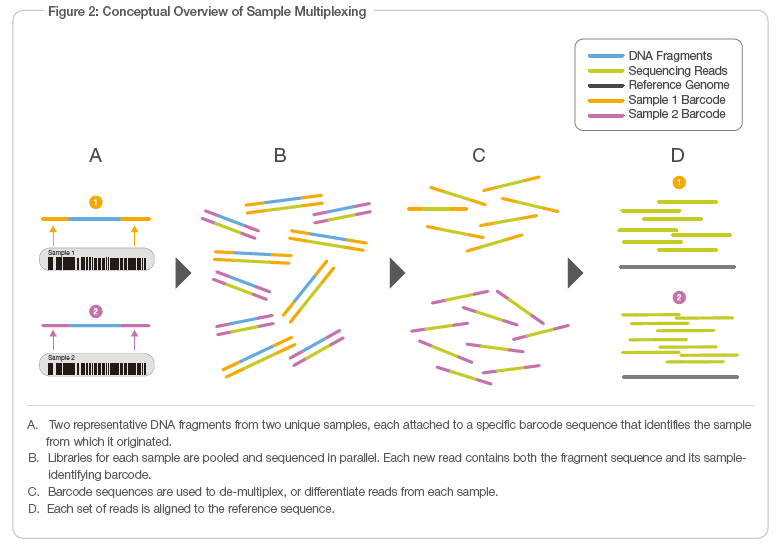 Figure 2: Conceptual Overview of Sample Multiplexing
DNA Fragments
Sequencing Reads
Reference Genome
Sample 1 Barcode
Sample 2 Barcode
A
B
C
D
1
1
Sample 1
2
2
Sample 2
A. Two representative DNA fragments from two unique samples, each attached to a specific barcode sequence that identifies the sample
from which it originated.
B. Libraries for each sample are pooled and sequenced in parallel. Each new read contains both the fragment sequence and its sample-
identifying barcode.
C. Barcode sequences are used to de-multiplex, or differentiate reads from each sample.
D. Each set of reads is aligned to the reference sequence.